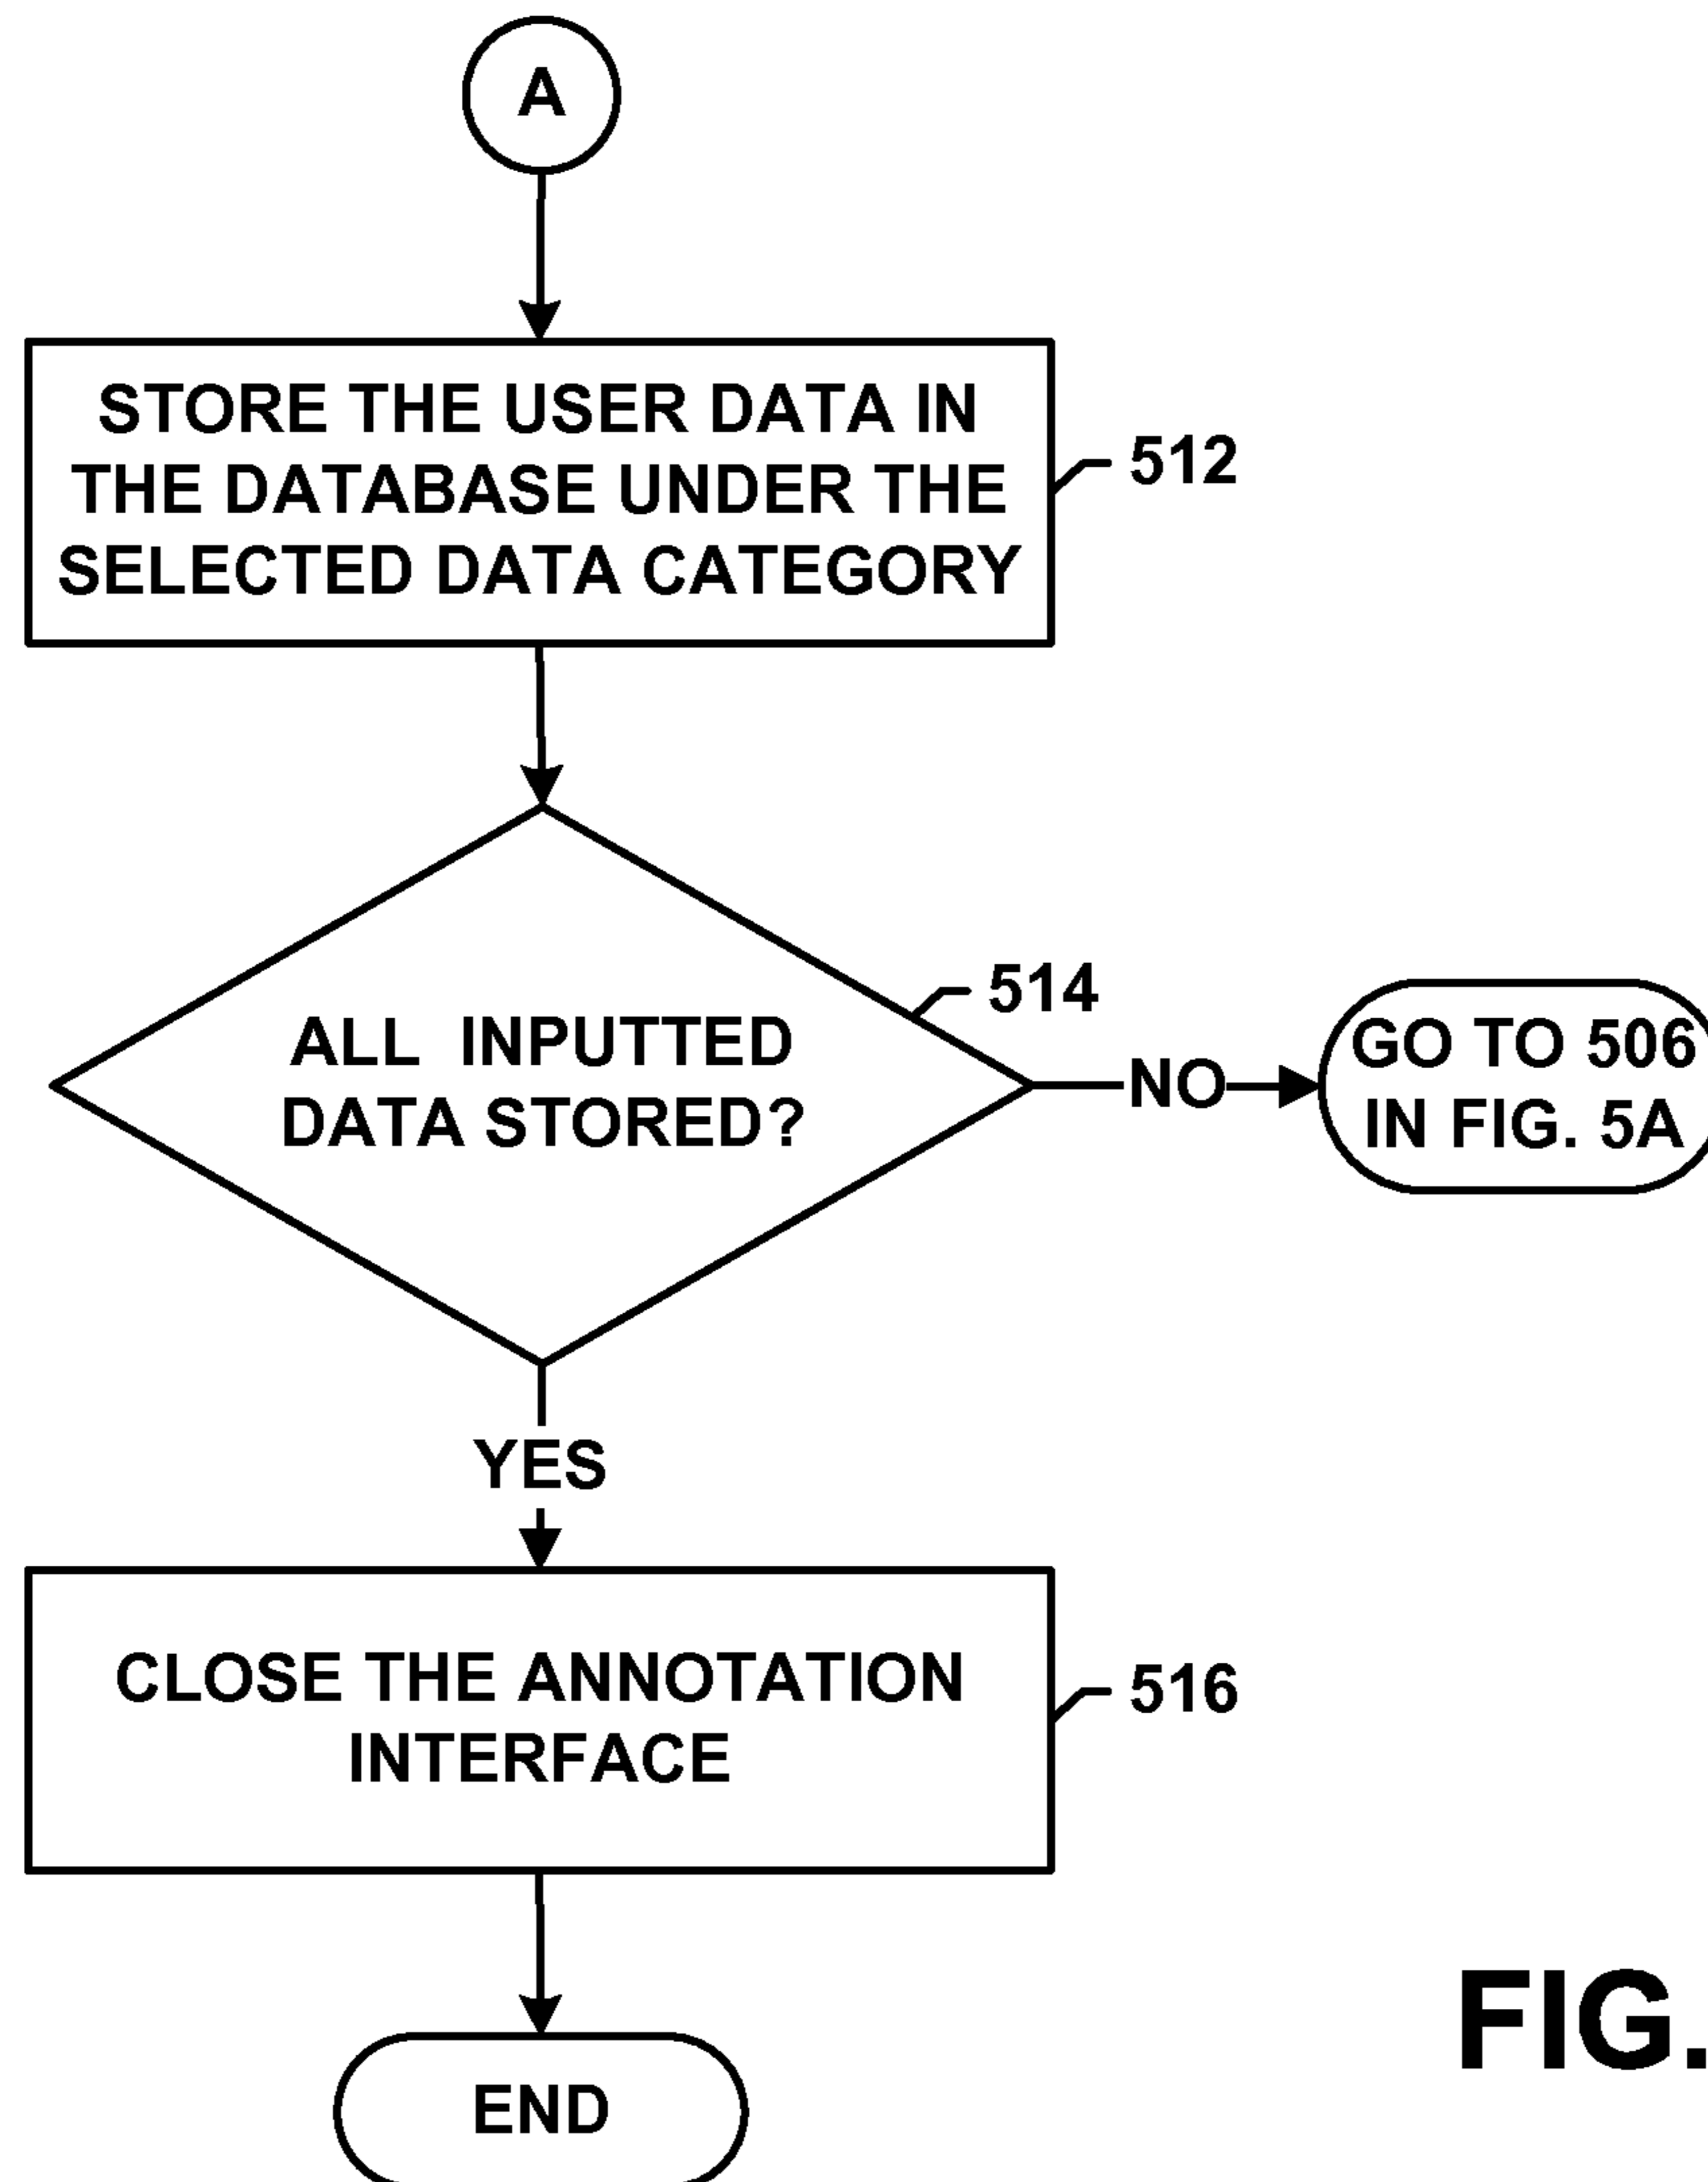 A
STORE THE USER DATA IN
THE DATABASE UNDER THE
SELECTED DATA CATEGORY
512
514
ALL INPUTTED
DATA STORED?
NO
GO TO 506
IN FIG. 5A
YES
CLOSE THE ANNOTATION
INTERFACE
516
END
FIG.